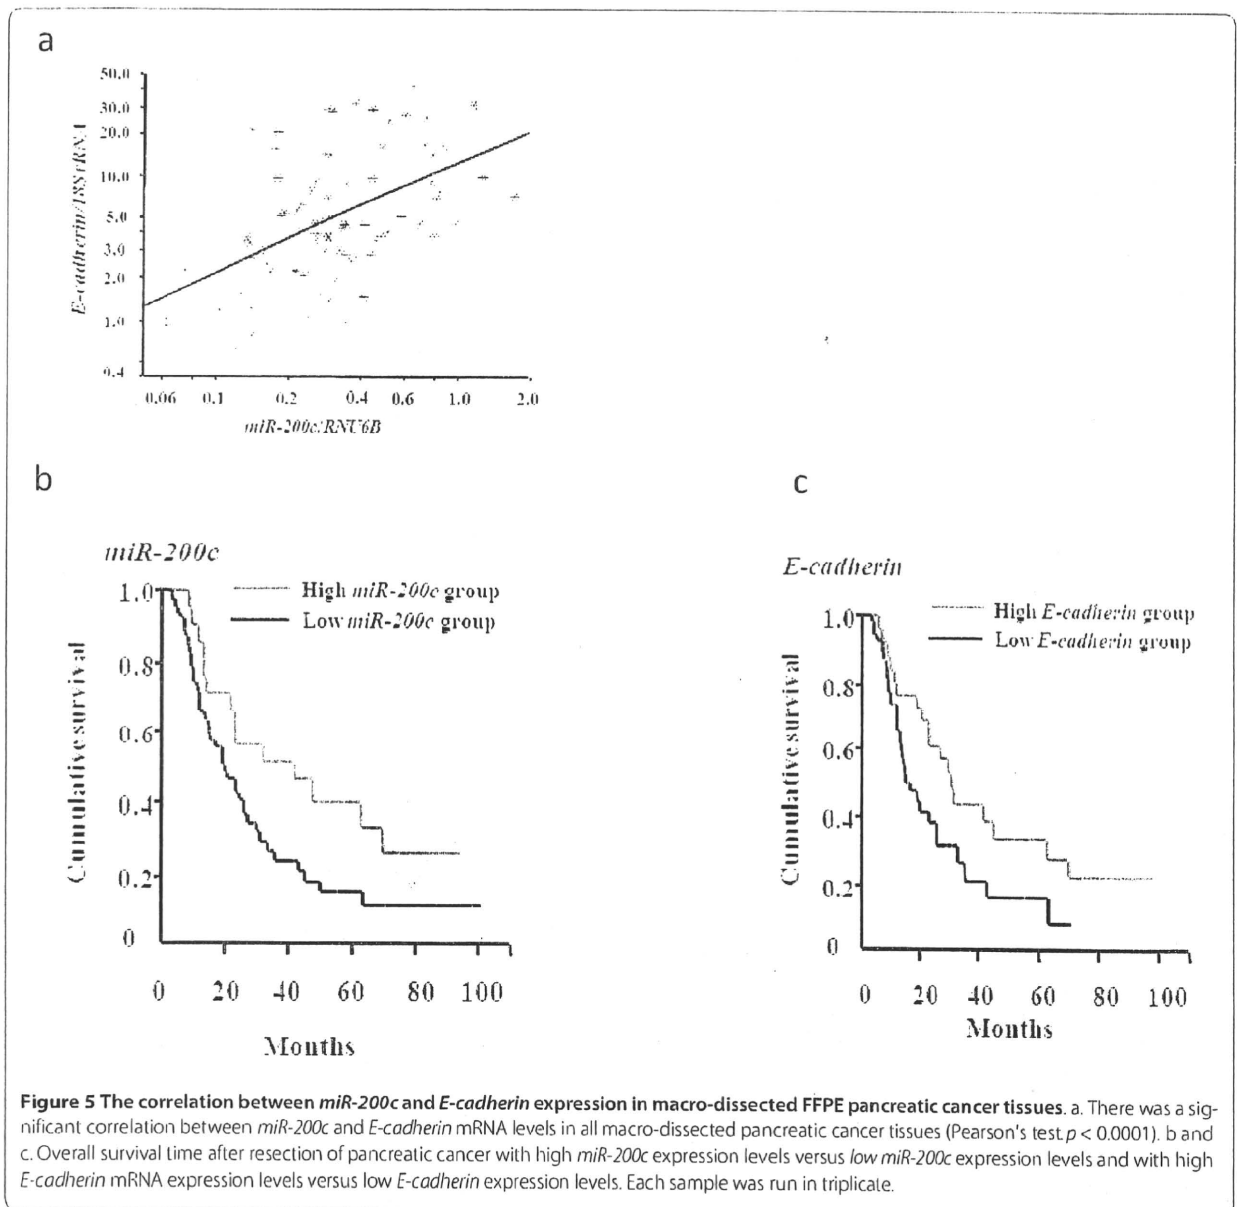 a
E-cadherin/18S rRNA
50.0
30.0
20.0
10.0
5.0
3.0
2.0
1.0
0.4
0.06 0.1 0.2 0.4 0.6 1.0 2.0
miR-200c/RNU6B
b
miR-200c
High miR-200c group
Low miR-200c group
Cumulative survival
1.0
0.8
0.6
0.4
0.2
0
0 20 40 60 80 100
Months
c
E-cadherin
High E-cadherin group
Low E-cadherin group
Cumulative survival
1.0
0.8
0.6
0.4
0.2
0
0 20 40 60 80 100
Months
Figure 5 The correlation between miR-200c and E-cadherin expression in macro-dissected FFPE pancreatic cancer tissues. a. There was a sig-
nificant correlation between miR-200c and E-cadherin mRNA levels in all macro-dissected pancreatic cancer tissues (Pearson's test p < 0.0001). b and
c. Overall survival time after resection of pancreatic cancer with high miR-200c expression levels versus low miR-200c expression levels and with high
E-cadherin mRNA expression levels versus low E-cadherin expression levels. Each sample was run in triplicate.